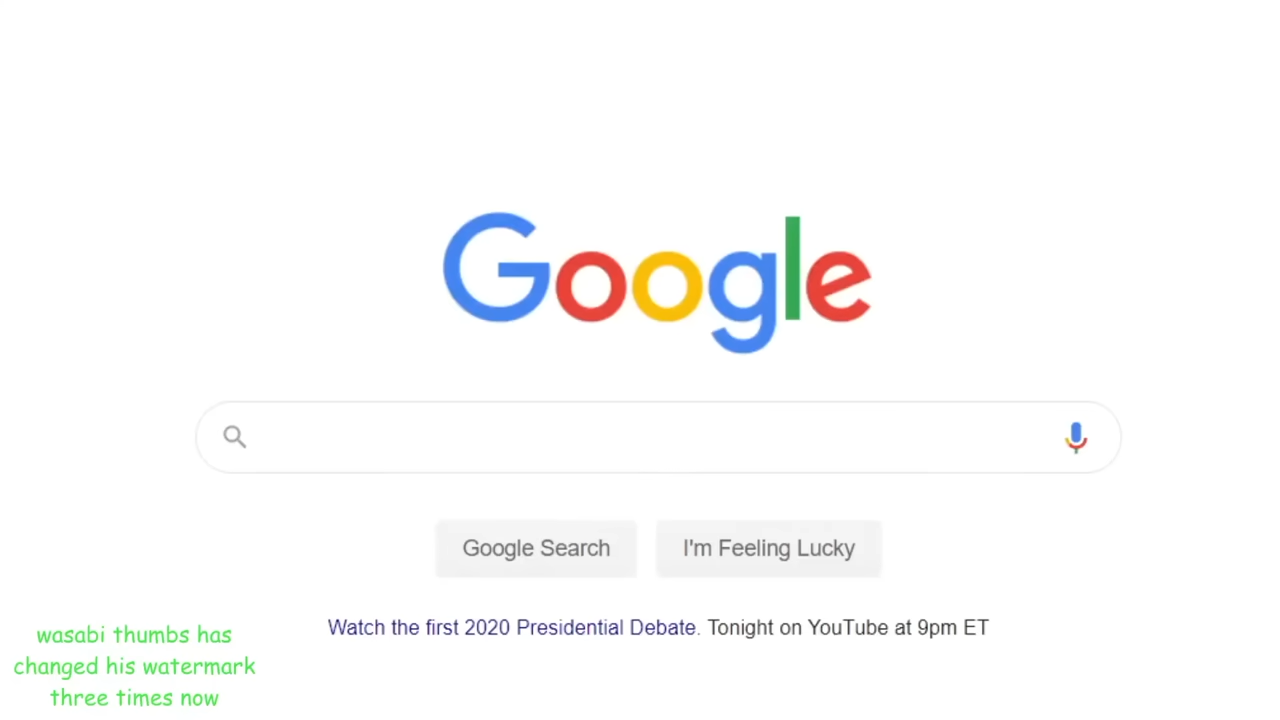 Google
Google Search
I'm Feeling Lucky
Watch the first 2020 Presidential Debate. Tonight on YouTube at 9pm ET
wasabi thumbs has
changed his watermark
three times now